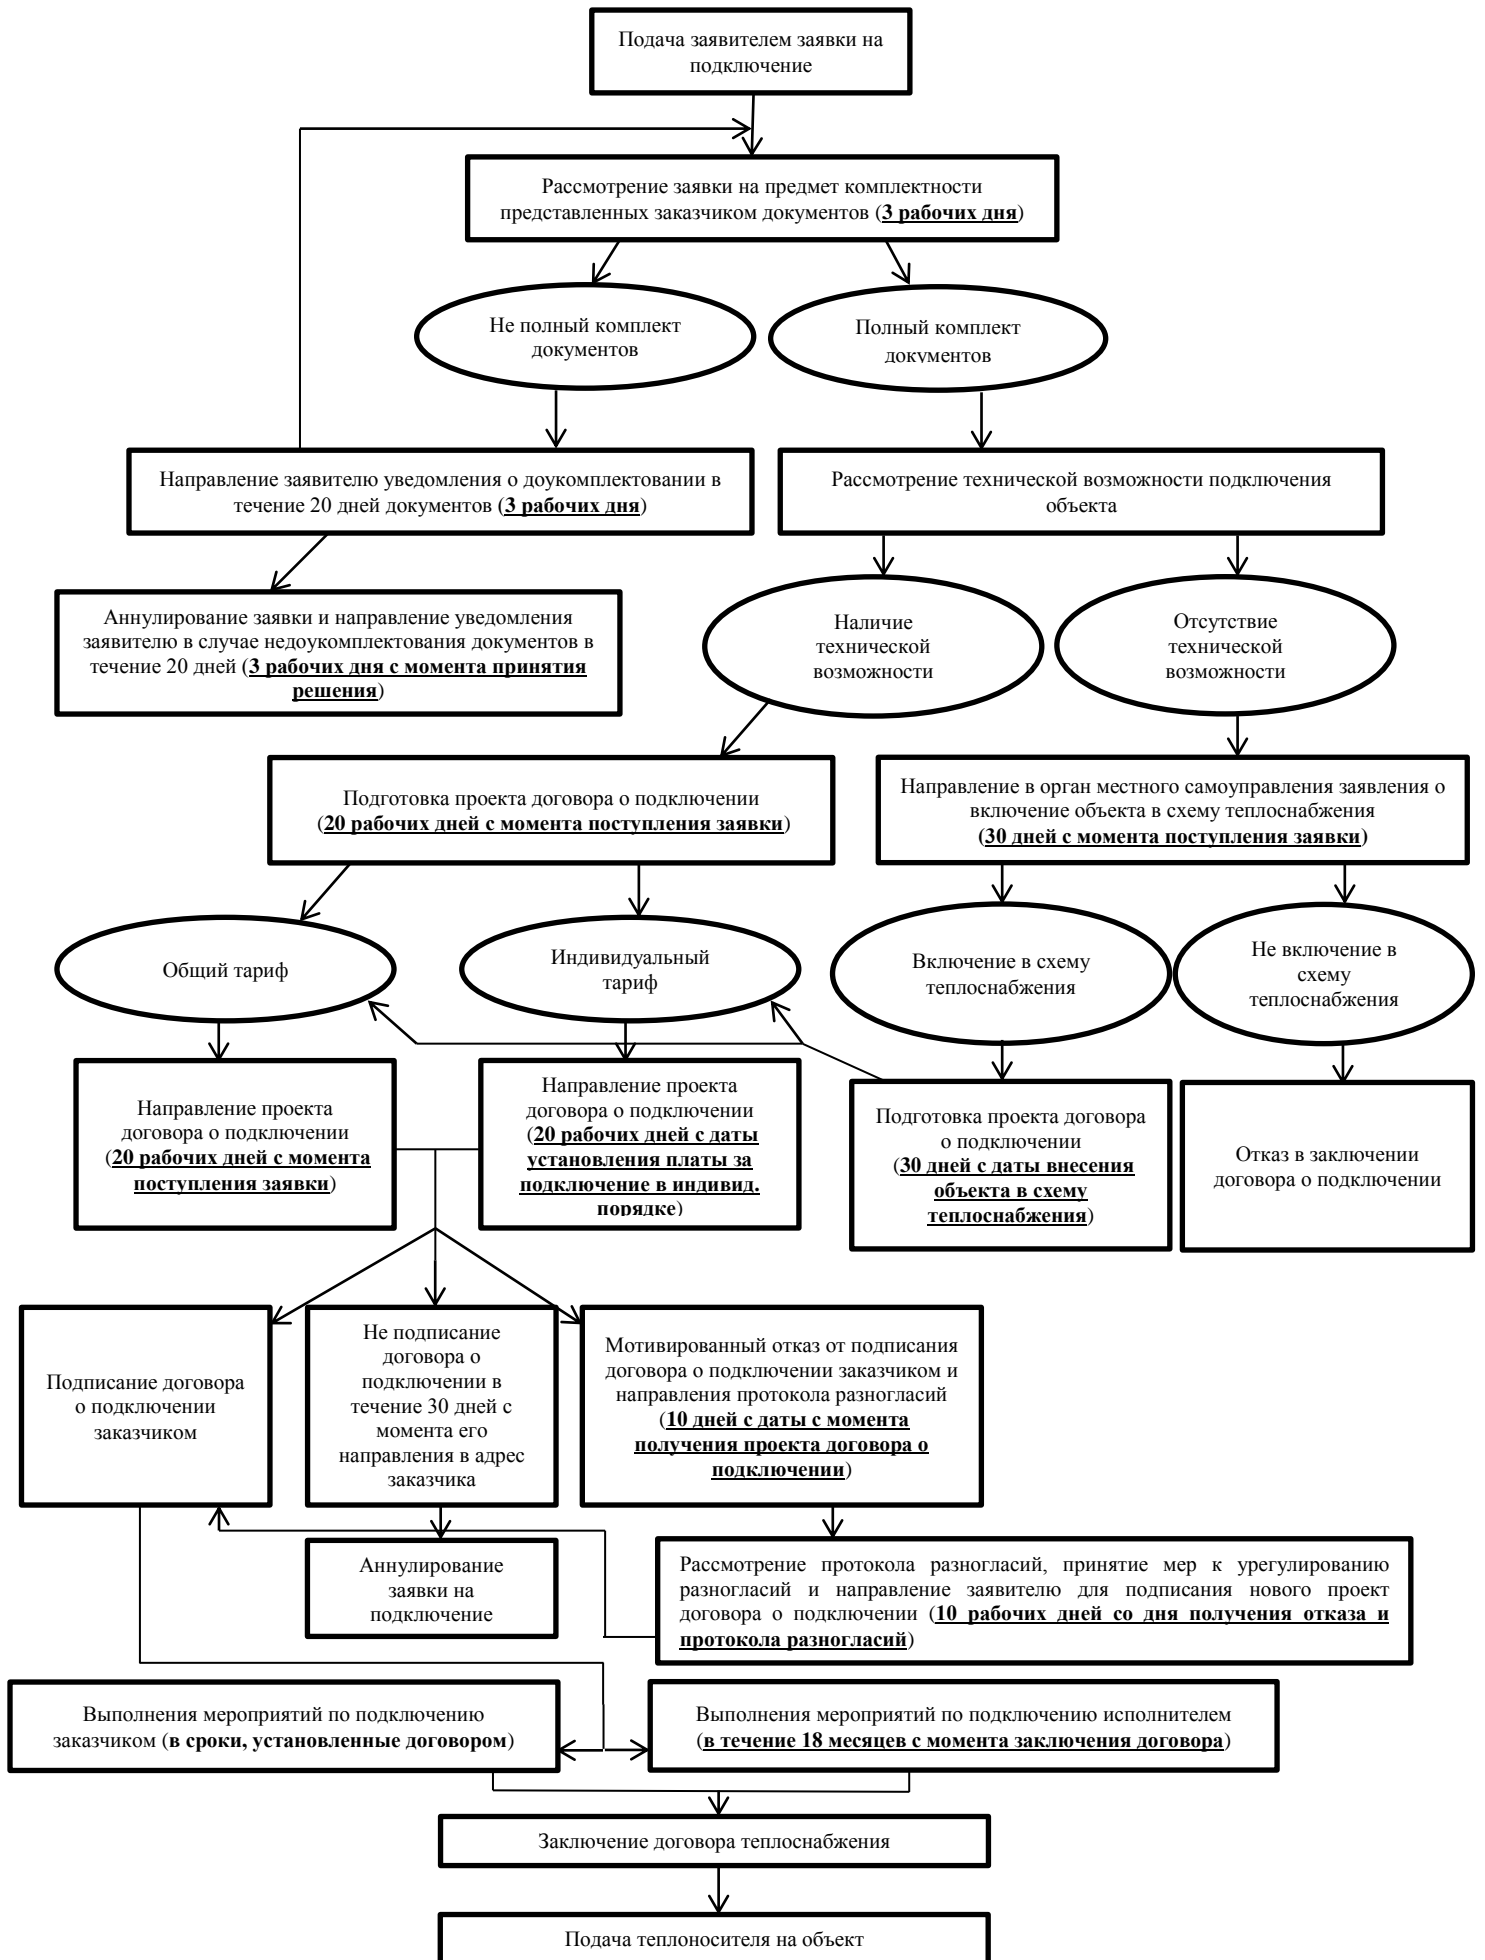 Подача заявителем заявки на
подключение
Рассмотрение заявки на предмет комплектности
представленных заказчиком документов (3 рабочих дня)
Не полный комплект
документов
Полный комплект
документов
Направление заявителю уведомления о доукомплектовании в
течение 20 дней документов (3 рабочих дня)
Рассмотрение технической возможности подключения
объекта
Аннулирование заявки и направление уведомления
заявителю в случае недоукомплектования документов в
течение 20 дней (3 рабочих дня с момента принятия
решения)
Наличие
технической
возможности
Отсутствие
технической
возможности
Подготовка проекта договора о подключении
(20 рабочих дней с момента поступления заявки)
Направление в орган местного самоуправления заявления о
включение объекта в схему теплоснабжения
(30 дней с момента поступления заявки)
Общий тариф
Индивидуальный
тариф
Включение в схему
теплоснабжения
Не включение в
схему
теплоснабжения
Направление проекта
договора о подключении
(20 рабочих дней с момента
поступления заявки)
Направление проекта
договора о подключении
(20 рабочих дней с даты
установления платы за
подключение в индивид.
порядке)
Подготовка проекта договора
о подключении
(30 дней с даты внесения
объекта в схему
теплоснабжения)
Отказ в заключении
договора о подключении
Подписание договора
о подключении
заказчиком
Не подписание
договора о
подключении в
течение 30 дней с
момента его
направления в адрес
заказчика
Мотивированный отказ от подписания
договора о подключении заказчиком и
направления протокола разногласий
(10 дней с даты с момента
получения проекта договора о
подключении)
Аннулирование
заявки на
подключение
Рассмотрение протокола разногласий, принятие мер к урегулированию
разногласий и направление заявителю для подписания нового проект
договора о подключении (10 рабочих дней со дня получения отказа и
протокола разногласий)
Выполнения мероприятий по подключению
заказчиком (в сроки, установленные договором)
Выполнения мероприятий по подключению исполнителем
(в течение 18 месяцев с момента заключения договора)
Заключение договора теплоснабжения
Подача теплоносителя на объект